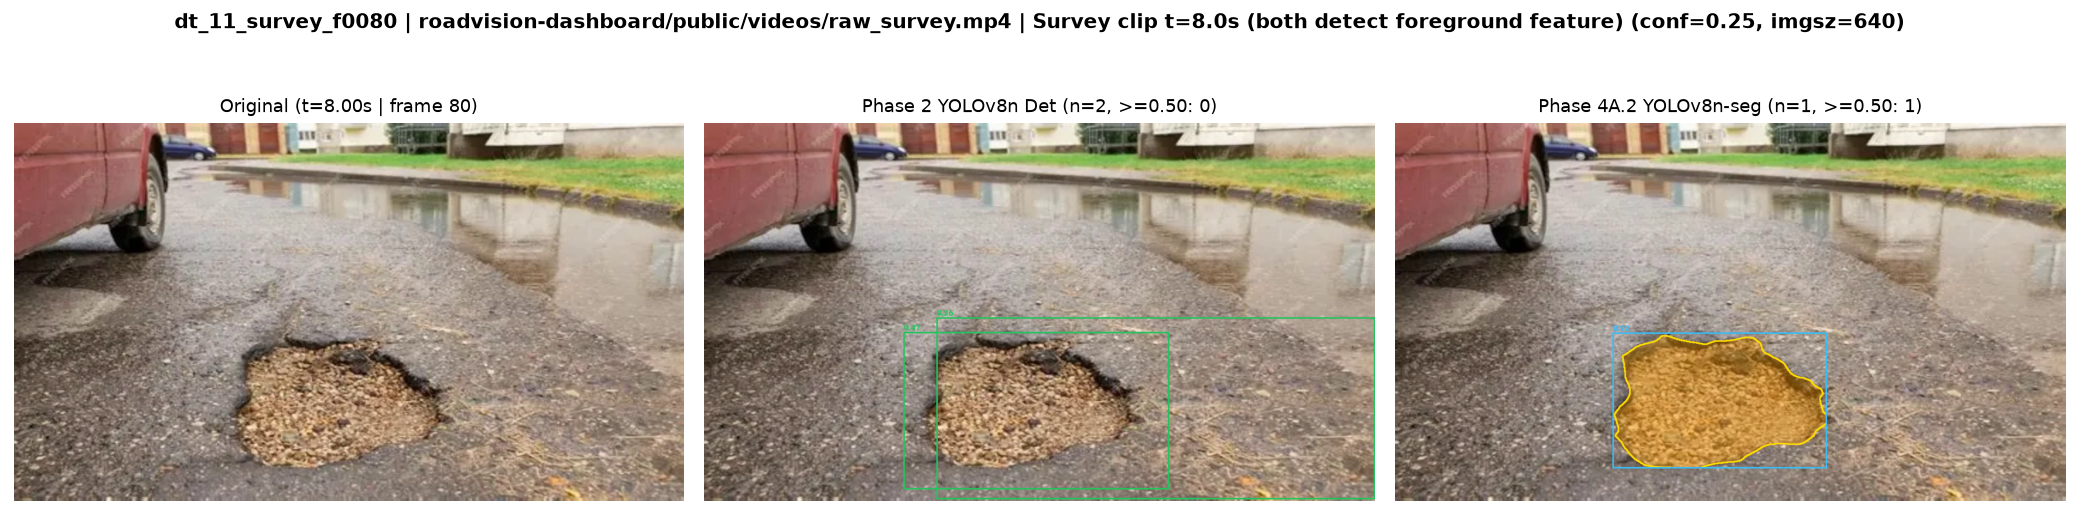 dt_11_survey_f0080 | roadvision-dashboard/public/videos/raw_survey.mp4 | Survey clip t=8.0s (both detect foreground feature) (conf=0.25, imgsz=640)
Original (t=8.00s | frame 80)
Phase 2 YOLOv8n Det (n=2, >=0.50: 0)
Phase 4A.2 YOLOv8n-seg (n=1, >=0.50: 1)